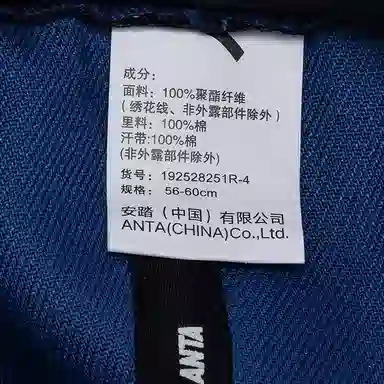 成分：
面料：100%聚酯纤维
（绣花线、非外露部件除外）
里料：100%棉
汗带:100%棉
(非外露部件除外)
货号：192528251R-4
规格：56-60cm
安踏（中国）有限公司
ANTA(CHINA)Co.,Ltd.
ANTA